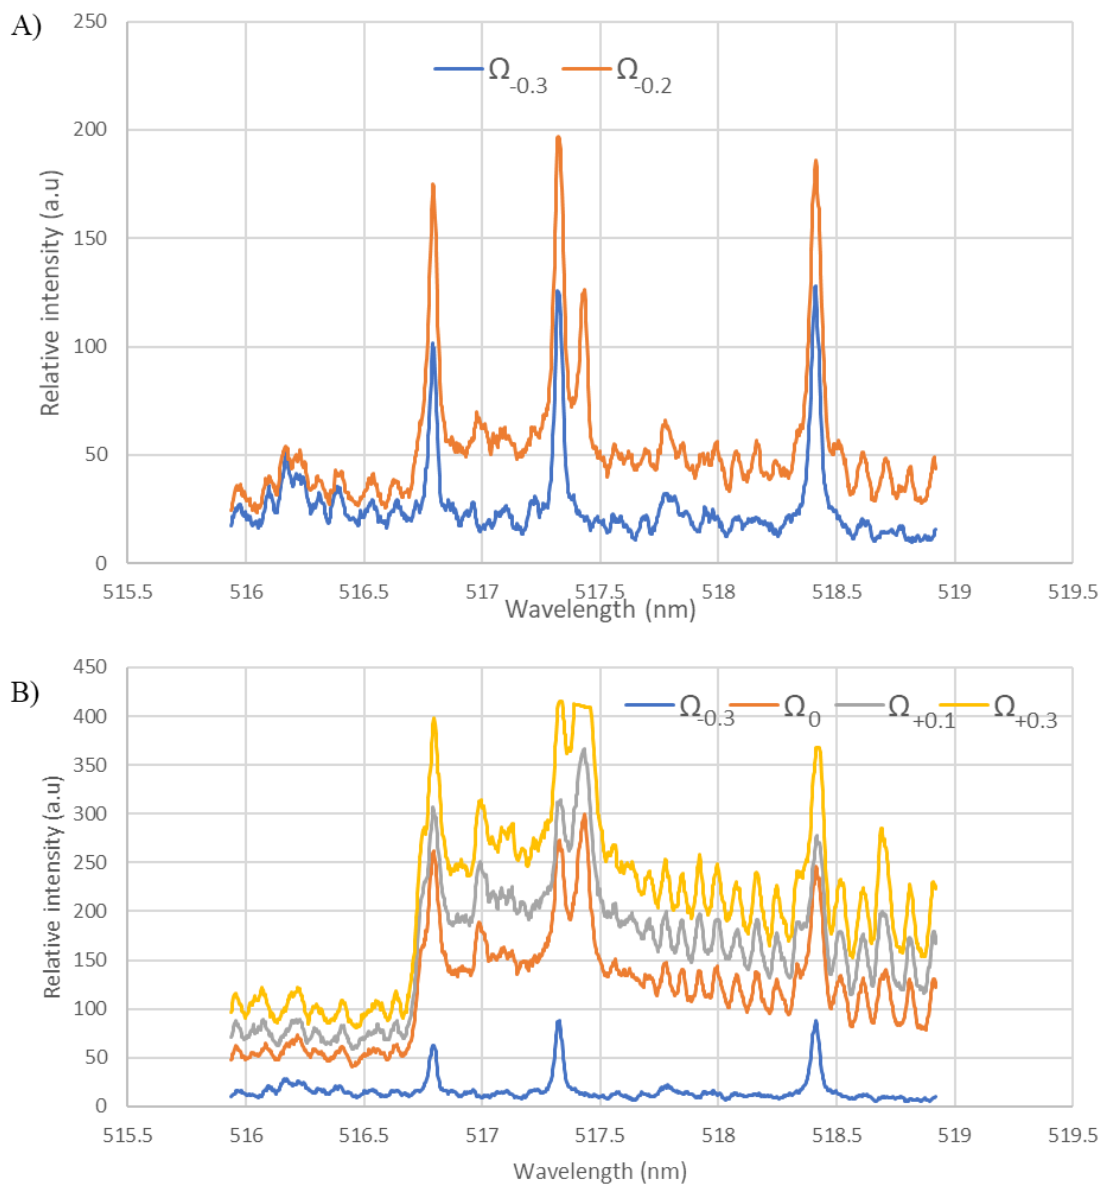 A)
Relative intensity (a.u)
250
200
150
100
50
0
Ω-0.3 Ω-0.2
515.5 516 516.5 517 517.5 518 518.5 519 519.5
Wavelength (nm)
B)
Relative intensity (a.u)
450
400
350
300
250
200
150
100
50
0
Ω-0.3 Ω0 Ω+0.1 Ω+0.3
515.5 516 516.5 517 517.5 518 518.5 519 519.5
Wavelength (nm)